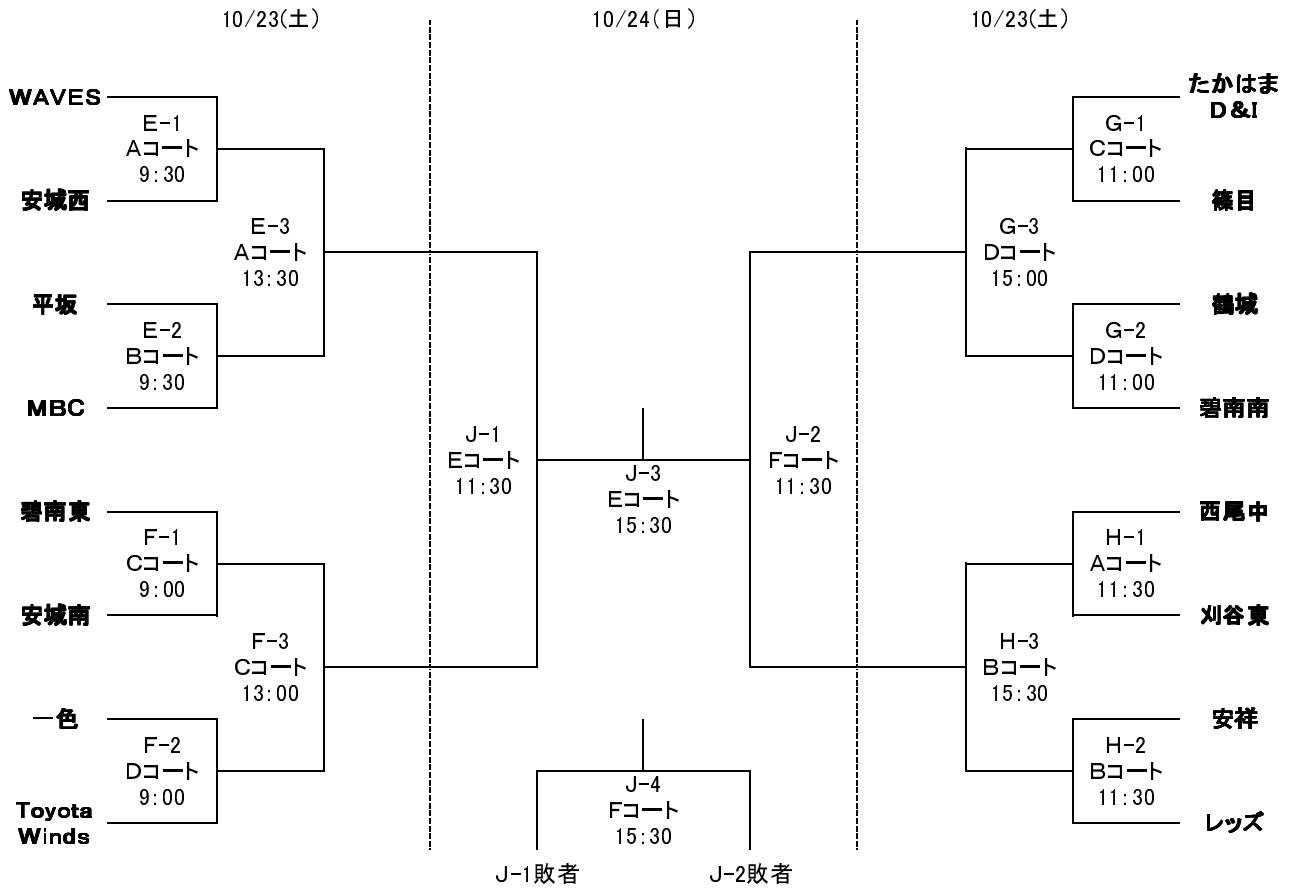 10/23(土)
10/24(日)
10/23(土)
WAVES
E-1
Aコート
9:30
安城西
E-3
Aコート
13:30
平坂
E-2
Bコート
9:30
MBC
碧南東
F-1
Cコート
9:00
安城南
F-3
Cコート
13:00
一色
F-2
Dコート
9:00
Toyota
Winds
J-1
Eコート
11:30
J-3
Eコート
15:30
J-2
Fコート
11:30
J-4
Fコート
15:30
J-1敗者
J-2敗者
たかはま
D&I
G-1
Cコート
11:00
篠目
G-3
Dコート
15:00
鶴城
G-2
Dコート
11:00
碧南南
西尾中
H-1
Aコート
11:30
刈谷東
H-3
Bコート
15:30
安祥
H-2
Bコート
11:30
レッズ